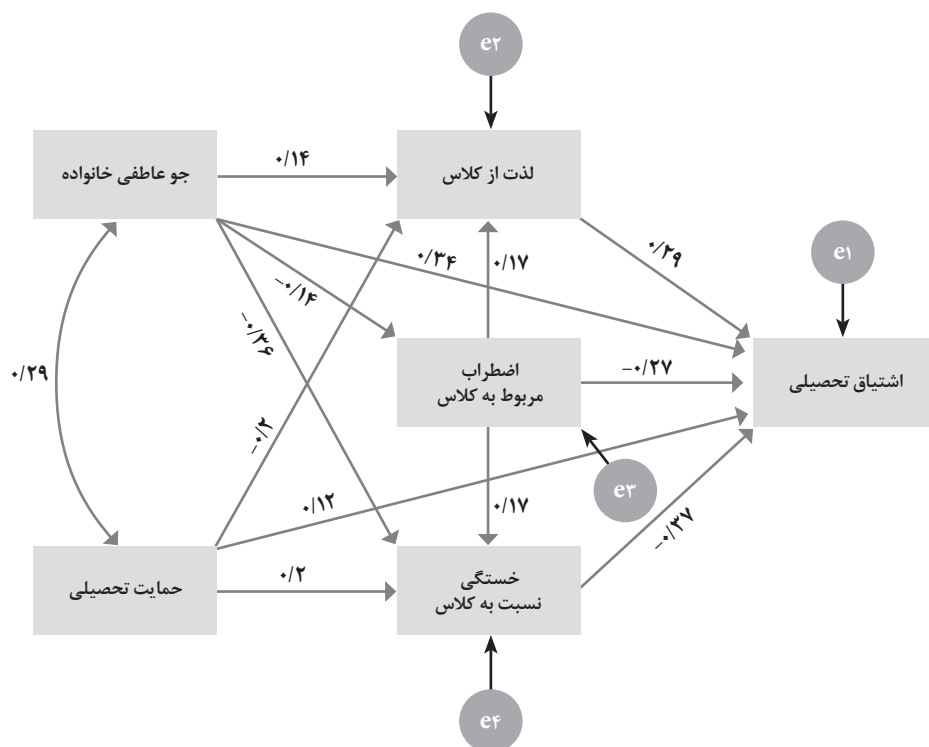 e۲
جو عاطفی خانواده
۰/۱۴
لذت از کلاس
۰/۲۹
e۱
۰/۳۴
۰/۱۷
−۰/۱۴
−۰/۳۶
۰/۲۹
اضطراب
مربوط به کلاس
−۰/۲۷
اشتیاق تحصیلی
−۰/۲
e۳
۰/۱۲
۰/۱۷
−۰/۳۷
حمایت تحصیلی
۰/۲
خستگی
نسبت به کلاس
e۴